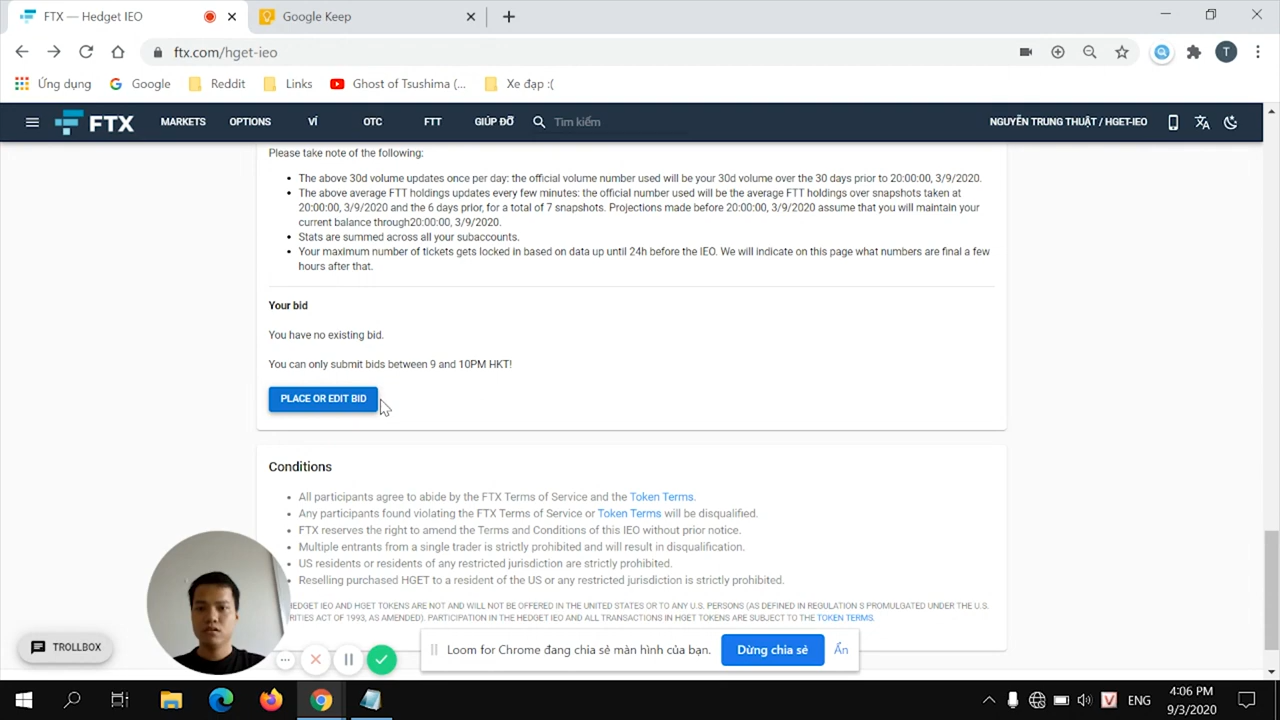 FTX — Hedget IEO
Google Keep
ftx.com/hget-ieo
T
Ứng dụng
Google
Reddit
Links
Ghost of Tsushima (...
Xe đạp :(
FTX
MARKETS
OPTIONS
VÍ
OTC
FTT
GIÚP ĐỠ
Tìm kiếm
NGUYỄN TRUNG THUẬT / HGET-IEO
Please take note of the following:
The above 30d volume updates once per day: the official volume number used will be your 30d volume over the 30 days prior to 20:00:00, 3/9/2020.
The above average FTT holdings updates every few minutes: the official number used will be the average FTT holdings over snapshots taken at
20:00:00, 3/9/2020 and the 6 days prior, for a total of 7 snapshots. Projections made before 20:00:00, 3/9/2020 assume that you will maintain your
current balance through20:00:00, 3/9/2020.
Stats are summed across all your subaccounts.
Your maximum number of tickets gets locked in based on data up until 24h before the IEO. We will indicate on this page what numbers are final a few
hours after that.
Your bid
You have no existing bid.
You can only submit bids between 9 and 10PM HKT!
PLACE OR EDIT BID
Conditions
All participants agree to abide by the FTX Terms of Service and the Token Terms.
Any participants found violating the FTX Terms of Service or Token Terms will be disqualified.
FTX reserves the right to amend the Terms and Conditions of this IEO without prior notice.
Multiple entrants from a single trader is strictly prohibited and will result in disqualification.
US residents or residents of any restricted jurisdiction are strictly prohibited.
Reselling purchased HGET to a resident of the US or any restricted jurisdiction is strictly prohibited.
HEDGET IEO AND HGET TOKENS ARE NOT AND WILL NOT BE OFFERED IN THE UNITED STATES OR TO ANY U.S. PERSONS (AS DEFINED IN REGULATION S PROMULGATED UNDER THE U.S.
RITIES ACT OF 1993, AS AMENDED). PARTICIPATION IN THE HEDGET IEO AND ALL TRANSACTIONS IN HGET TOKENS ARE SUBJECT TO THE TOKEN TERMS.
TROLLBOX
Loom for Chrome đang chia sẻ màn hình của bạn.
Dừng chia sẻ
Ẩn
V
ENG
4:06 PM
9/3/2020